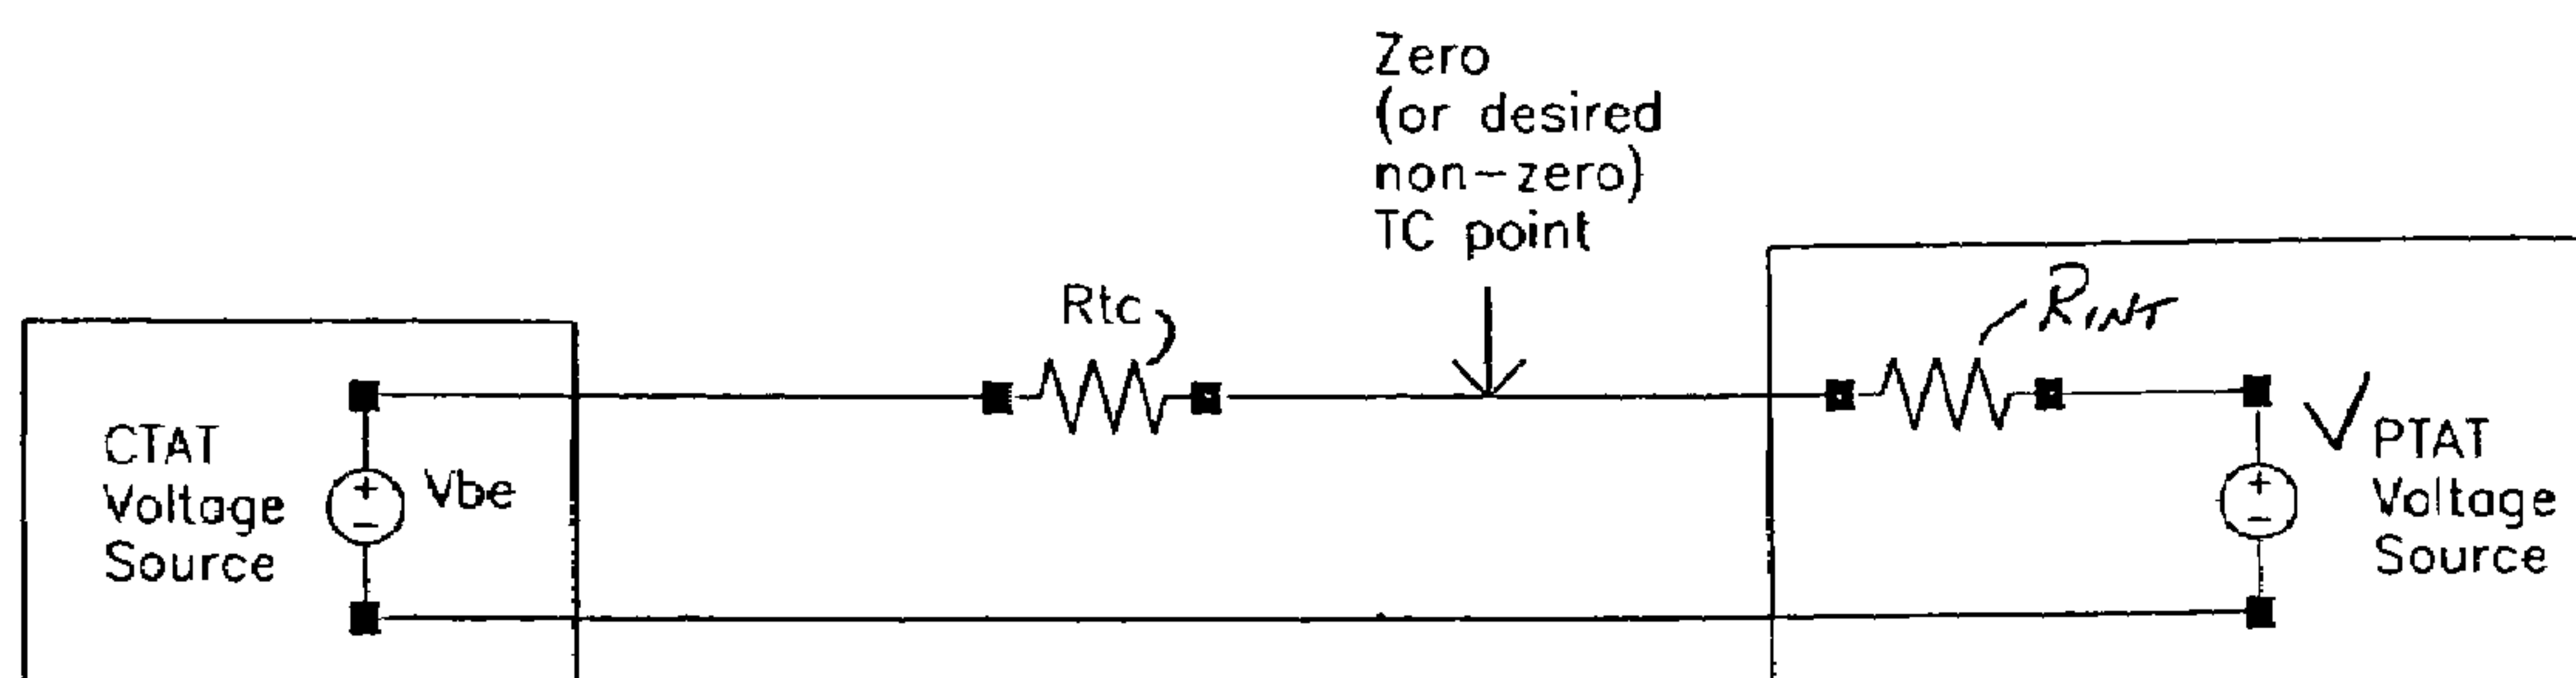 Zero
(or desired
non-zero)
TC point
Rtc
RINT
CTAT
Voltage
Source
+
-
Vbe
+
-
VPTAT
Voltage
Source